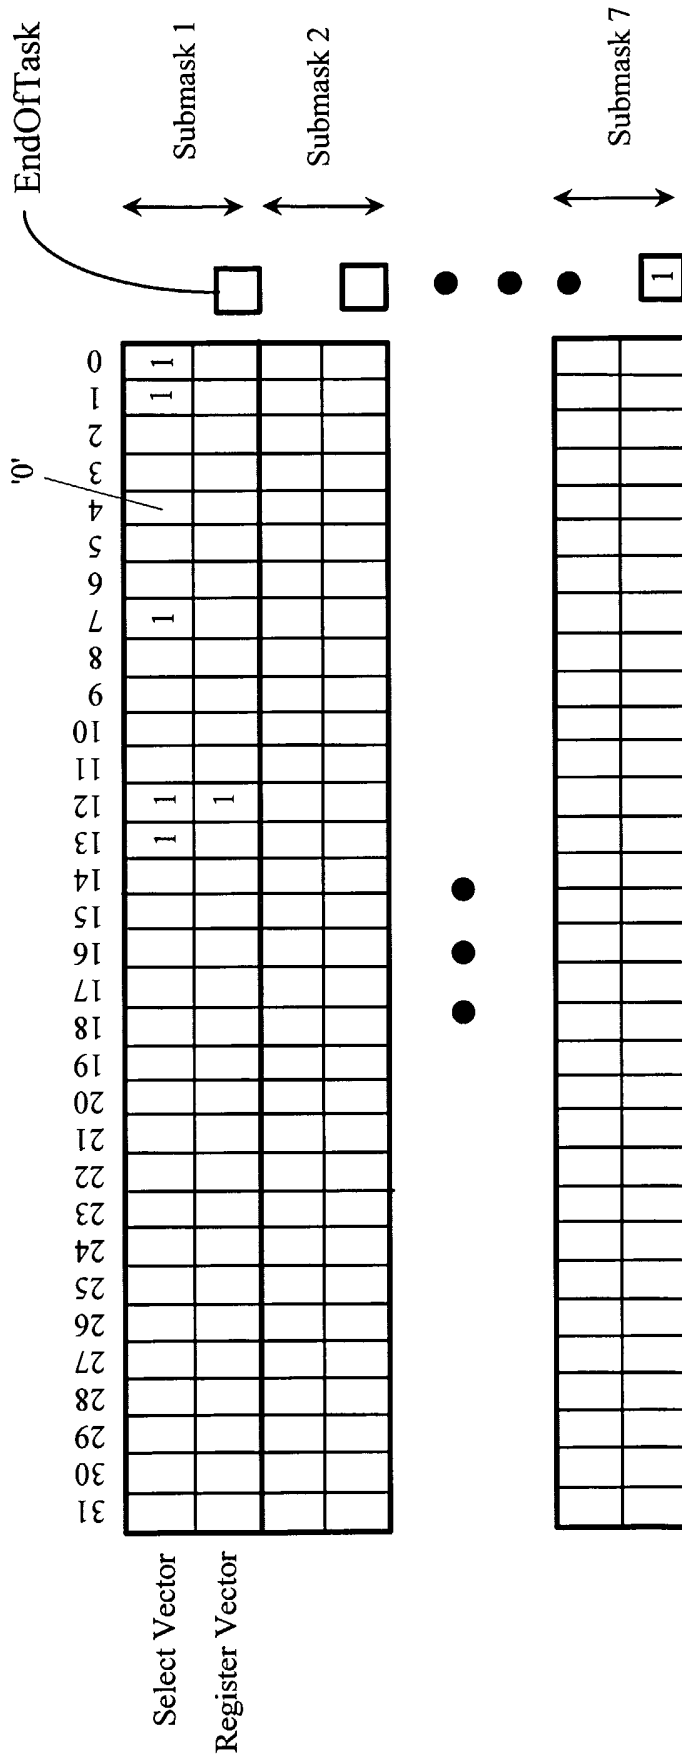 EndOfTask
'0'
31 30 29 28 27 26 25 24 23 22 21 20 19 18 17 16 15 14 13 12 11 10 9 8 7 6 5 4 3 2 1 0
Select Vector 1 1 1 1 1 Submask 1
Register Vector 1
Submask 2
Submask 7
1